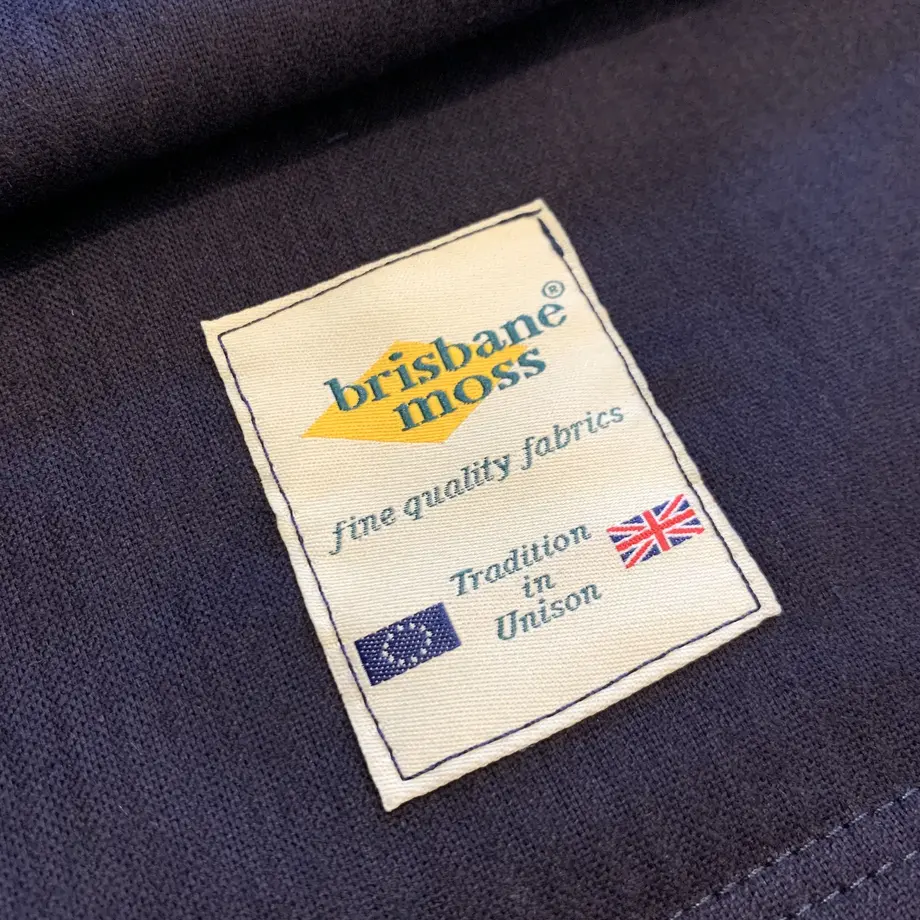 brisbane®
moss
fine quality fabrics
Tradition
in
Unison